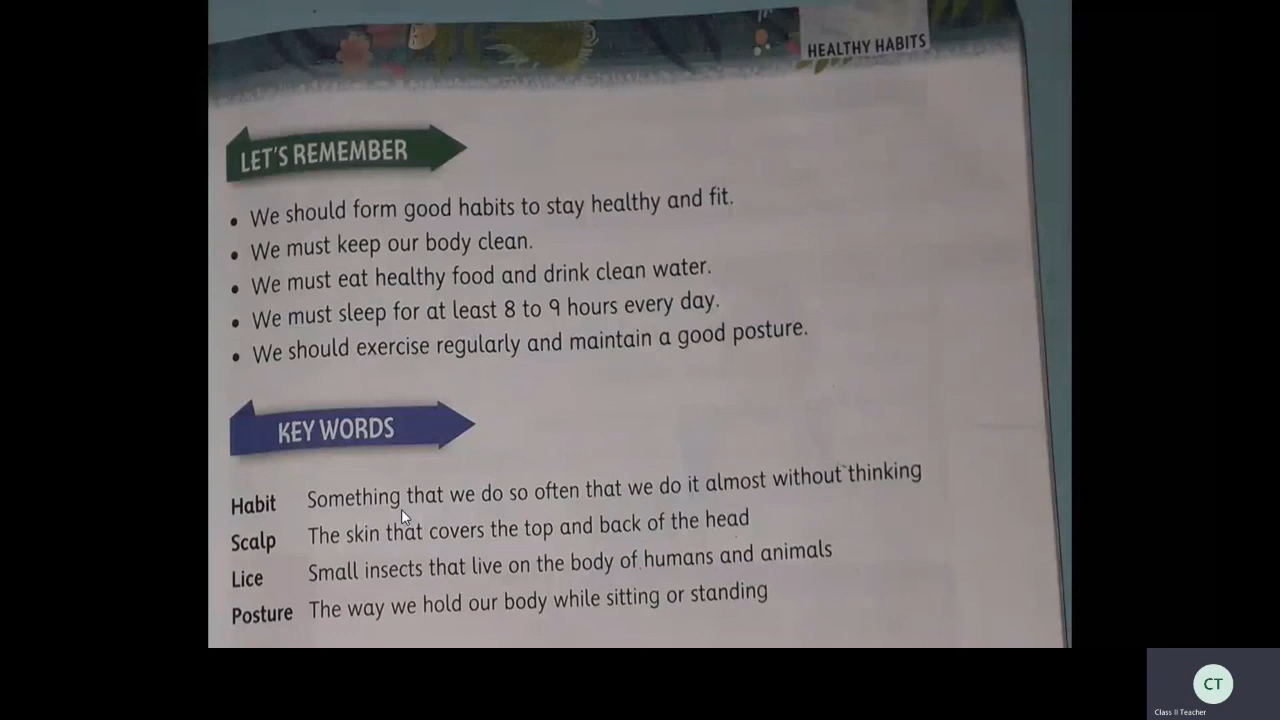 HEALTHY HABITS
LET'S REMEMBER
• We should form good habits to stay healthy and fit.
• We must keep our body clean.
• We must eat healthy food and drink clean water.
• We must sleep for at least 8 to 9 hours every day.
• We should exercise regularly and maintain a good posture.
KEY WORDS
Habit Something that we do so often that we do it almost without thinking
Scalp The skin that covers the top and back of the head
Lice Small insects that live on the body of humans and animals
Posture The way we hold our body while sitting or standing
CT
Class II Teacher